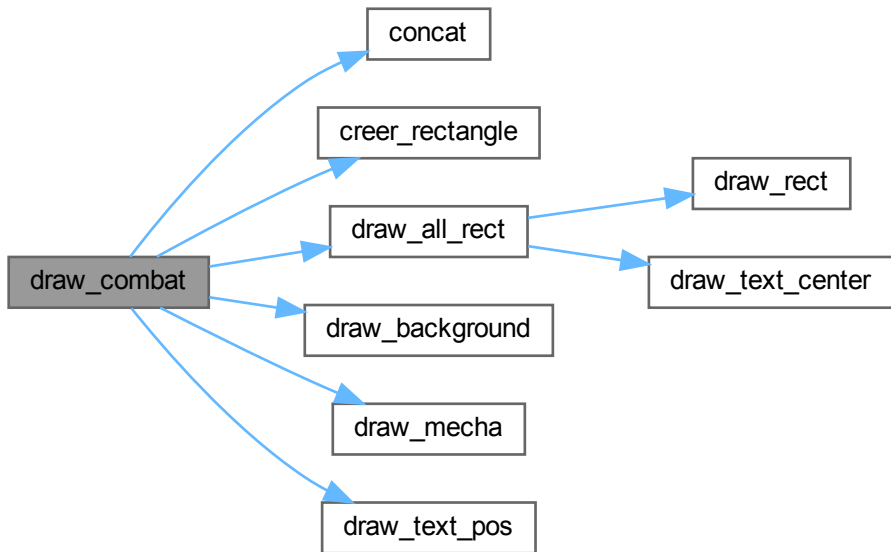 concat
creer_rectangle
draw_rect
draw_all_rect
draw_combat
draw_text_center
draw_background
draw_mecha
draw_text_pos